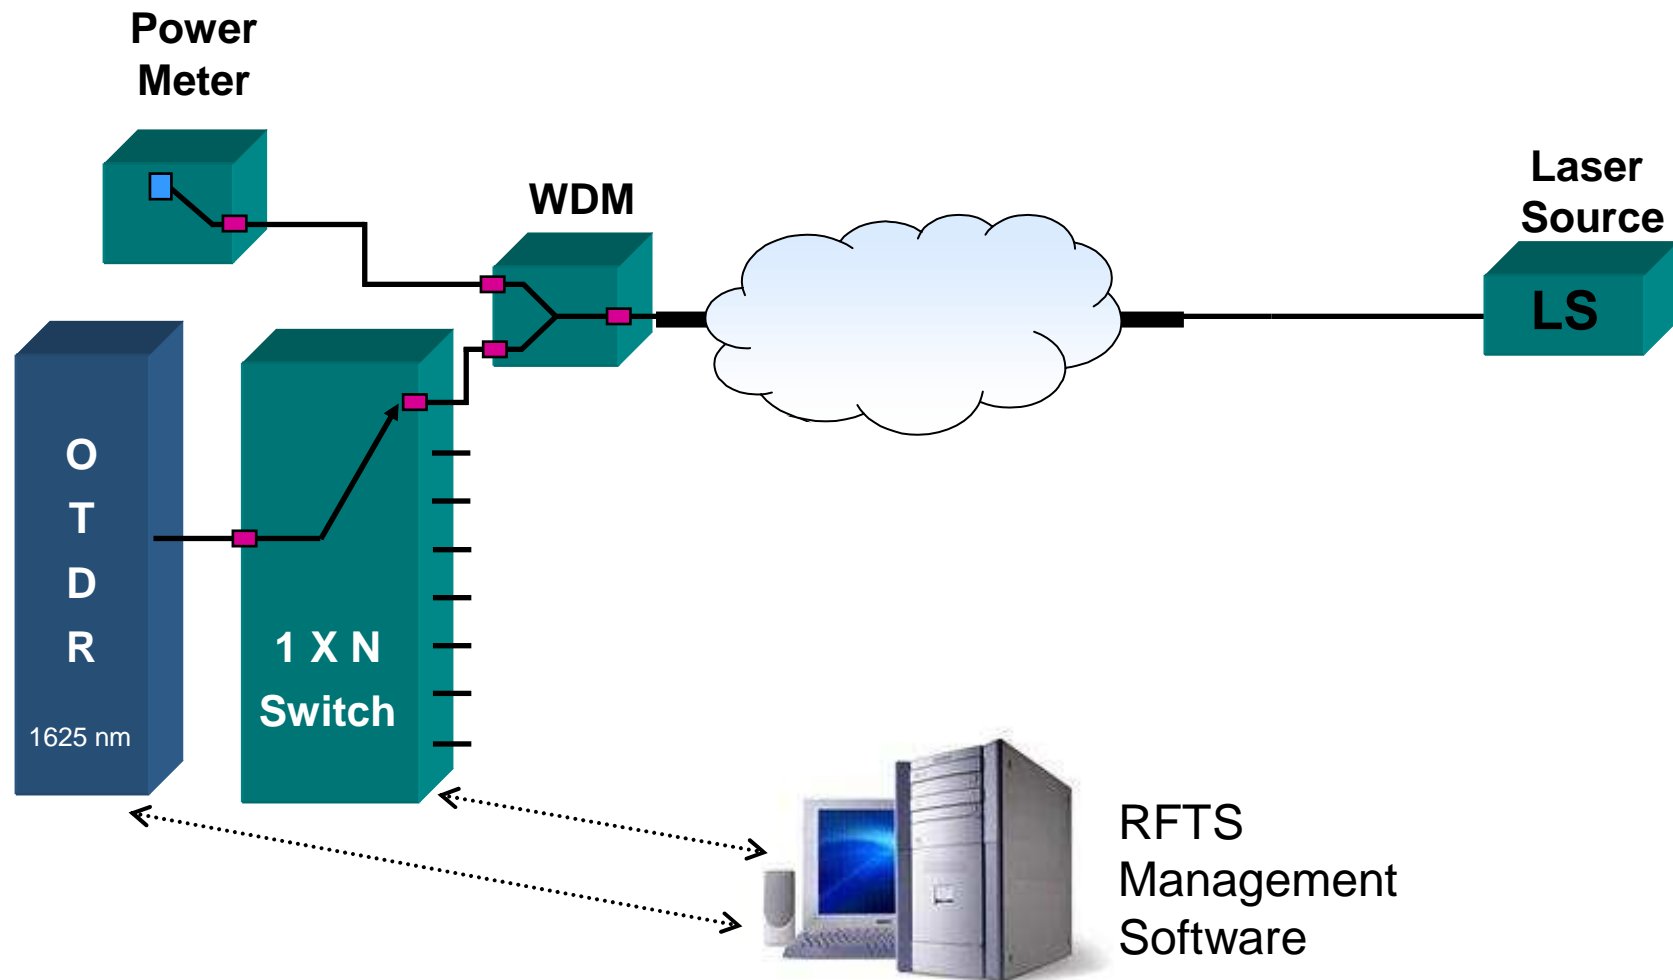 Power
Meter
WDM
Laser
Source
LS
O
T
D
R
1625 nm
1 X N
Switch
RFTS
Management
Software